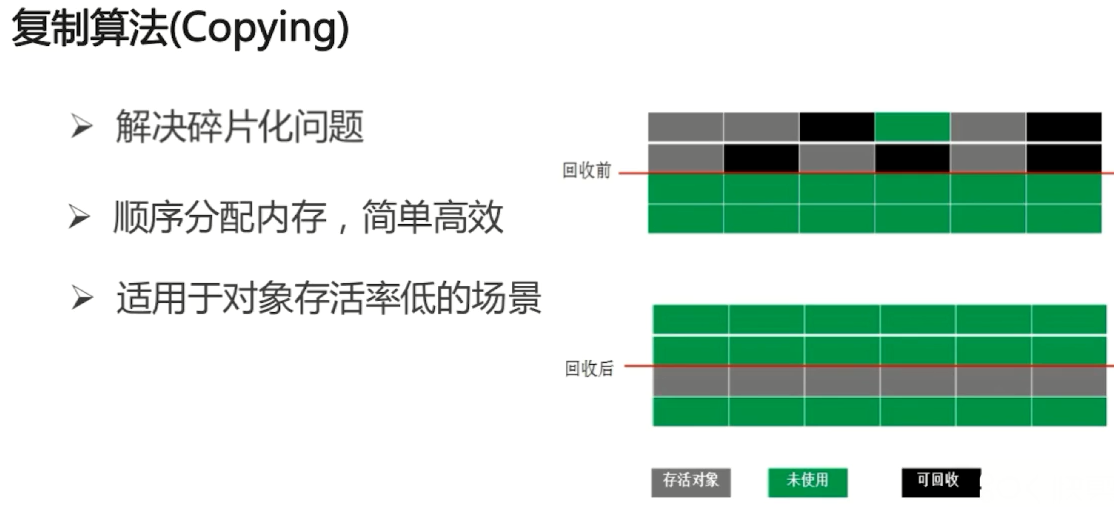 复制算法(Copying)
解决碎片化问题
顺序分配内存，简单高效
适用于对象存活率低的场景
回收前
回收后
存活对象
未使用
可回收